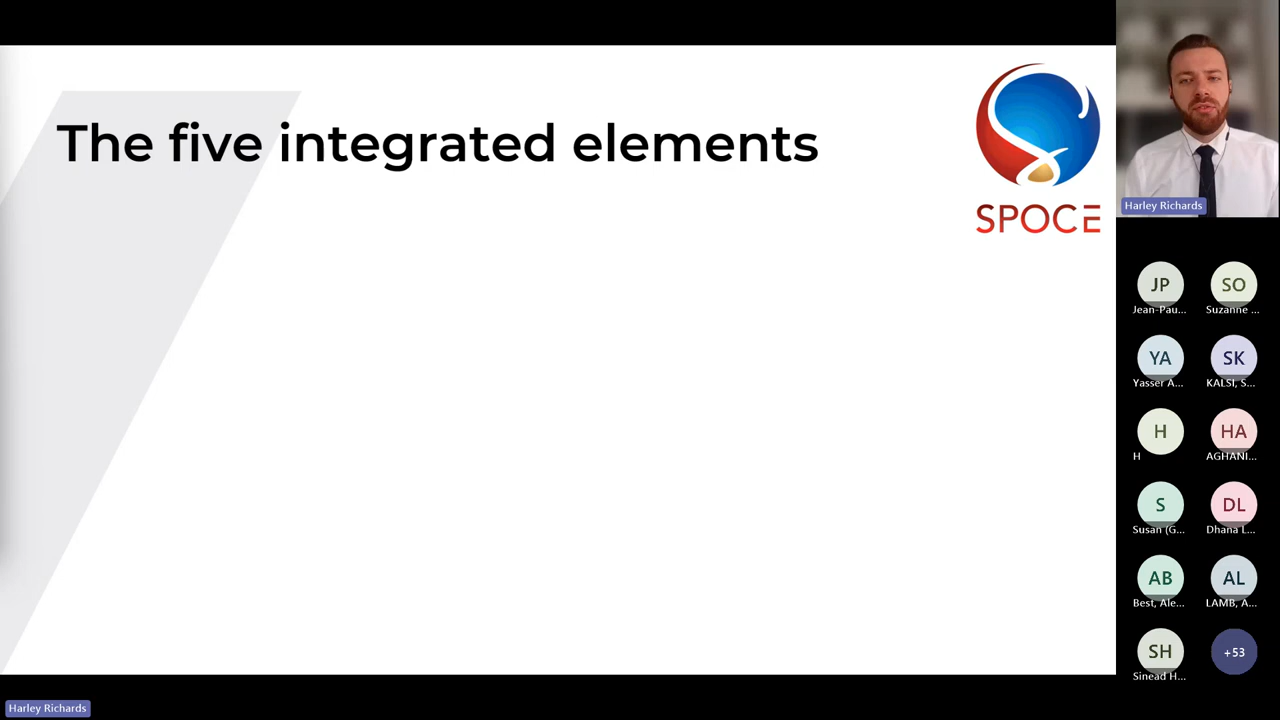 The five integrated elements
SPOCE
Harley Richards
JP
SO
Jean-Pau...
Suzanne ...
YA
SK
Yasser A...
KALSI, S...
H
HA
H
AGHANI...
S
DL
Susan (G...
Dhana L...
AB
AL
Best, Ale...
LAMB, A...
SH
+53
Sinead H...
Harley Richards